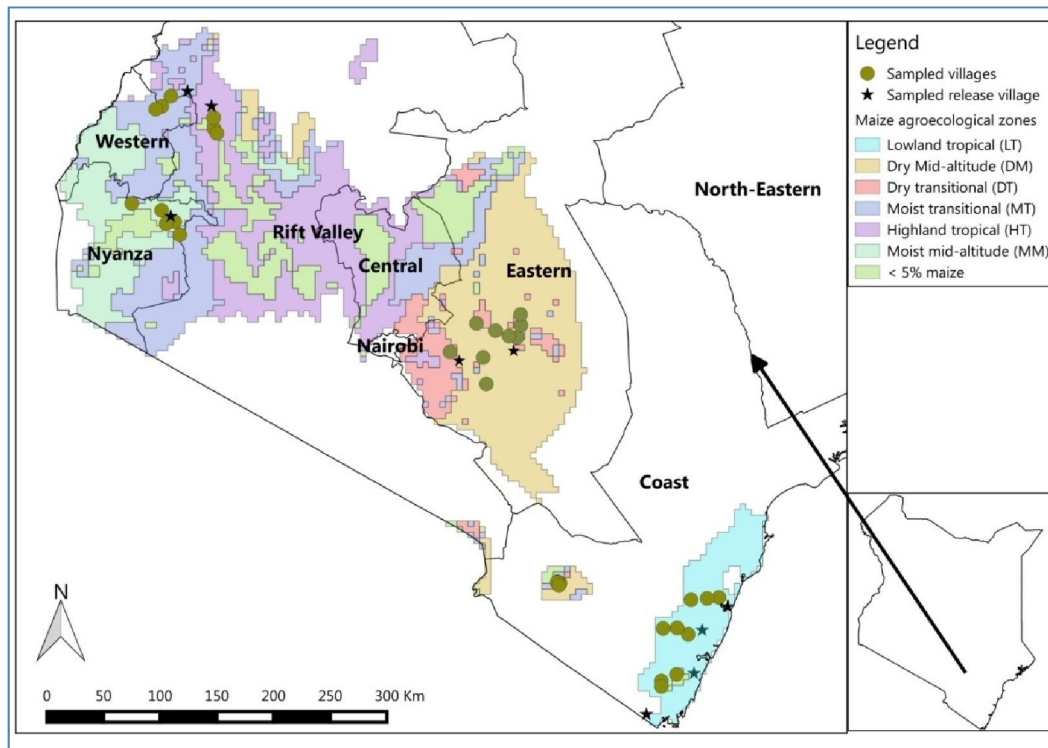 Western
Nyanza
Rift Valley
Central
Nairobi
Eastern
North-Eastern
Coast
N
0 50 100 150 200 300 Km
Legend
Sampled villages
Sampled release village
Maize agroecological zones
Lowland tropical (LT)
Dry Mid-altitude (DM)
Dry transitional (DT)
Moist transitional (MT)
Highland tropical (HT)
Moist mid-altitude (MM)
< 5% maize